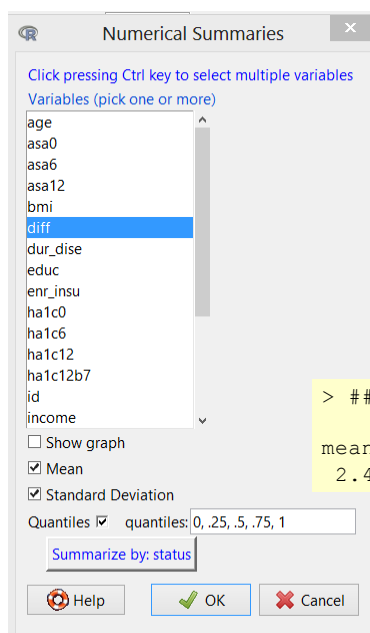 R
Numerical Summaries
Click pressing Ctrl key to select multiple variables
Variables (pick one or more)
age
asa0
asa6
asa12
bmi
diff
dur_dise
educ
enr_insu
ha1c0
ha1c6
ha1c12
ha1c12b7
id
income
Show graph
Mean
Standard Deviation
Quantiles quantiles: 0, .25, .5, .75, 1
Summarize by: status
Help OK Cancel
> ##
mean
2.4